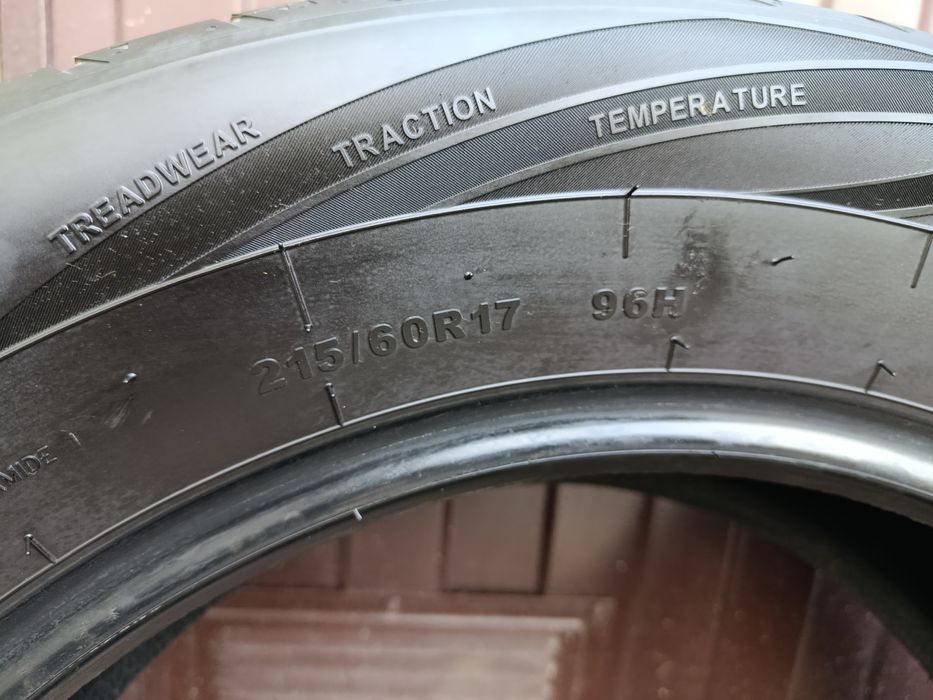 TREADWEAR TRACTION TEMPERATURE
215/60R17 96H